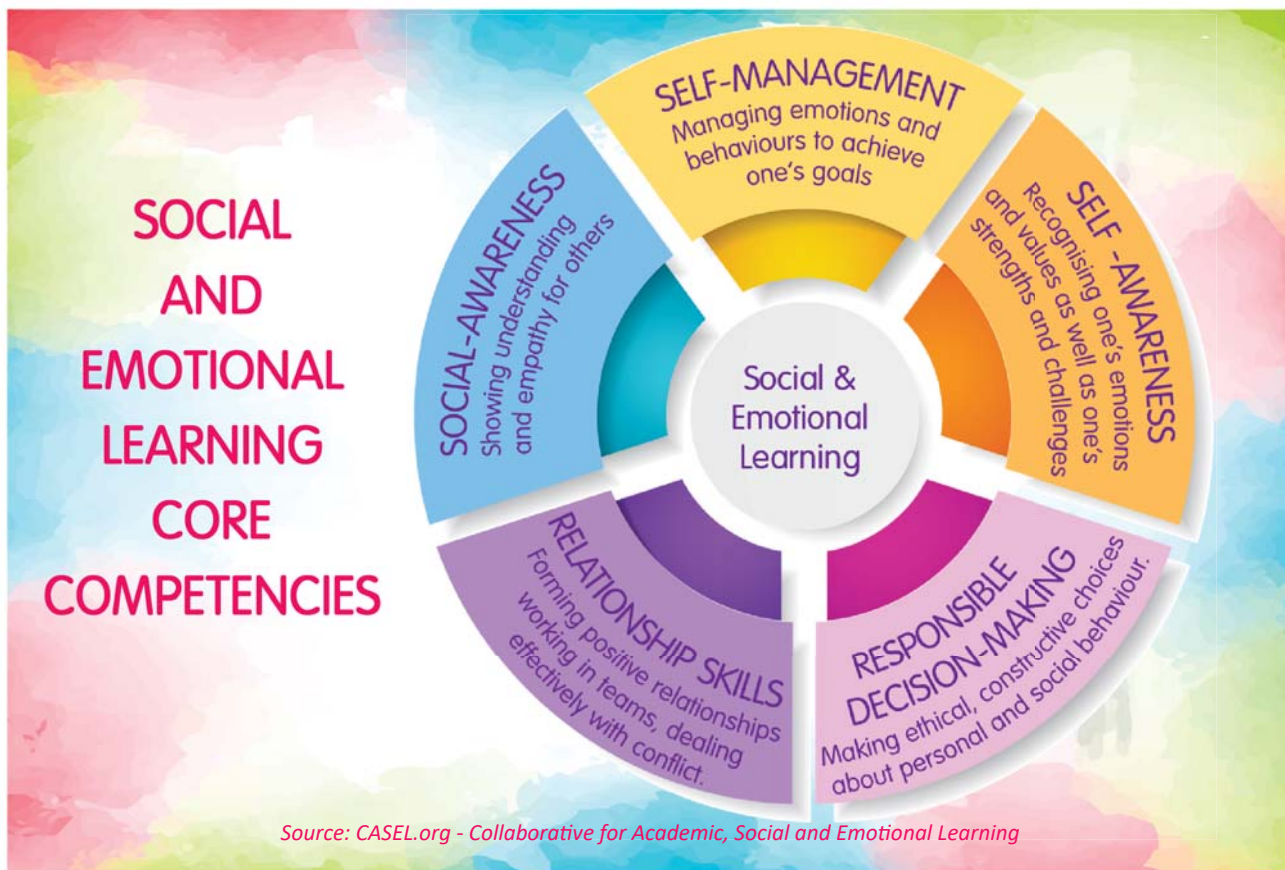 SOCIAL
AND
EMOTIONAL
LEARNING
CORE
COMPETENCIES
SELF-MANAGEMENT
Managing emotions and
behaviours to achieve
one's goals
SELF -AWARENESS
Recognising one's emotions
and values as well as one's
strengths and challenges
RESPONSIBLE
DECISION-MAKING
Making ethical, constructive choices
about personal and social behaviour.
RELATIONSHIP SKILLS
Forming positive relationships
working in teams, dealing
effectively with conflict.
SOCIAL-AWARENESS
Showing understanding
and empathy for others
Social &
Emotional
Learning
Source: CASEL.org - Collaborative for Academic, Social and Emotional Learning